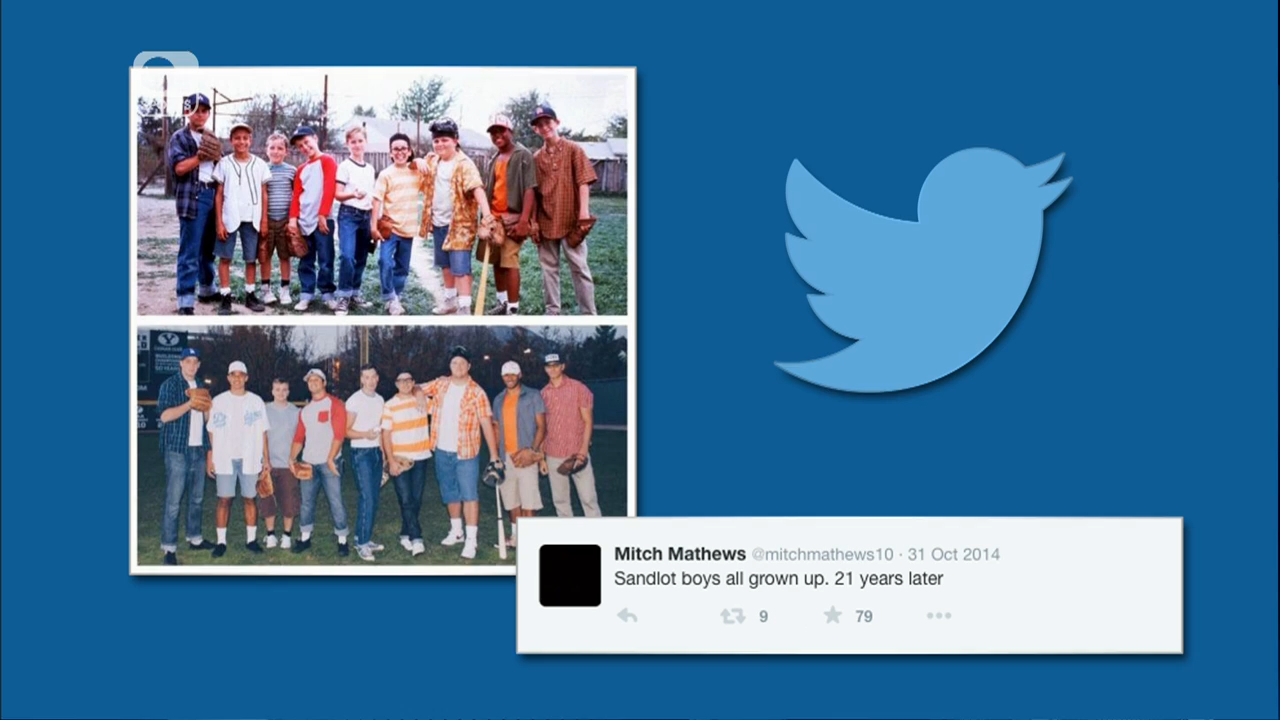 Mitch Mathews @mitchmathews10 · 31 Oct 2014
Sandlot boys all grown up. 21 years later
9 79